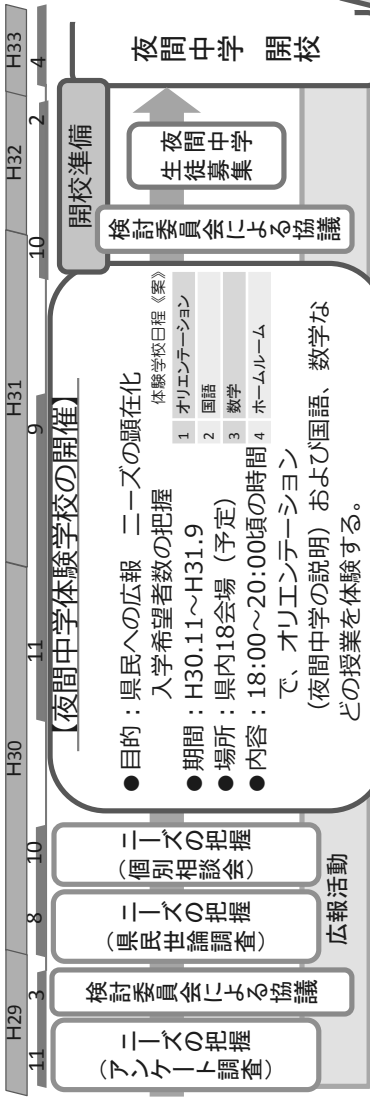 H29
H30
H31
H32
H33
11
3
8
10
11
9
10
2
4
ニーズの把握
(アンケート調査)
検討委員会による協議
ニーズの把握
(県民世論調査)
ニーズの把握
(個別相談会)
広報活動
【夜間中学体験学校の開催】
●目的：県民への広報　ニーズの顕在化
入学希望者数の把握
●期間：H30.11～H31.9
●場所：県内18会場（予定）
●内容：18:00～20:00頃の時間
で、オリエンテーション
(夜間中学の説明）および国語、数学な
どの授業を体験する。
体験学校日程《案》
1 オリエンテーション
2 国語
3 数学
4 ホームルーム
検討委員会による協議
開校準備
夜間中学
生徒募集
夜間中学　開校